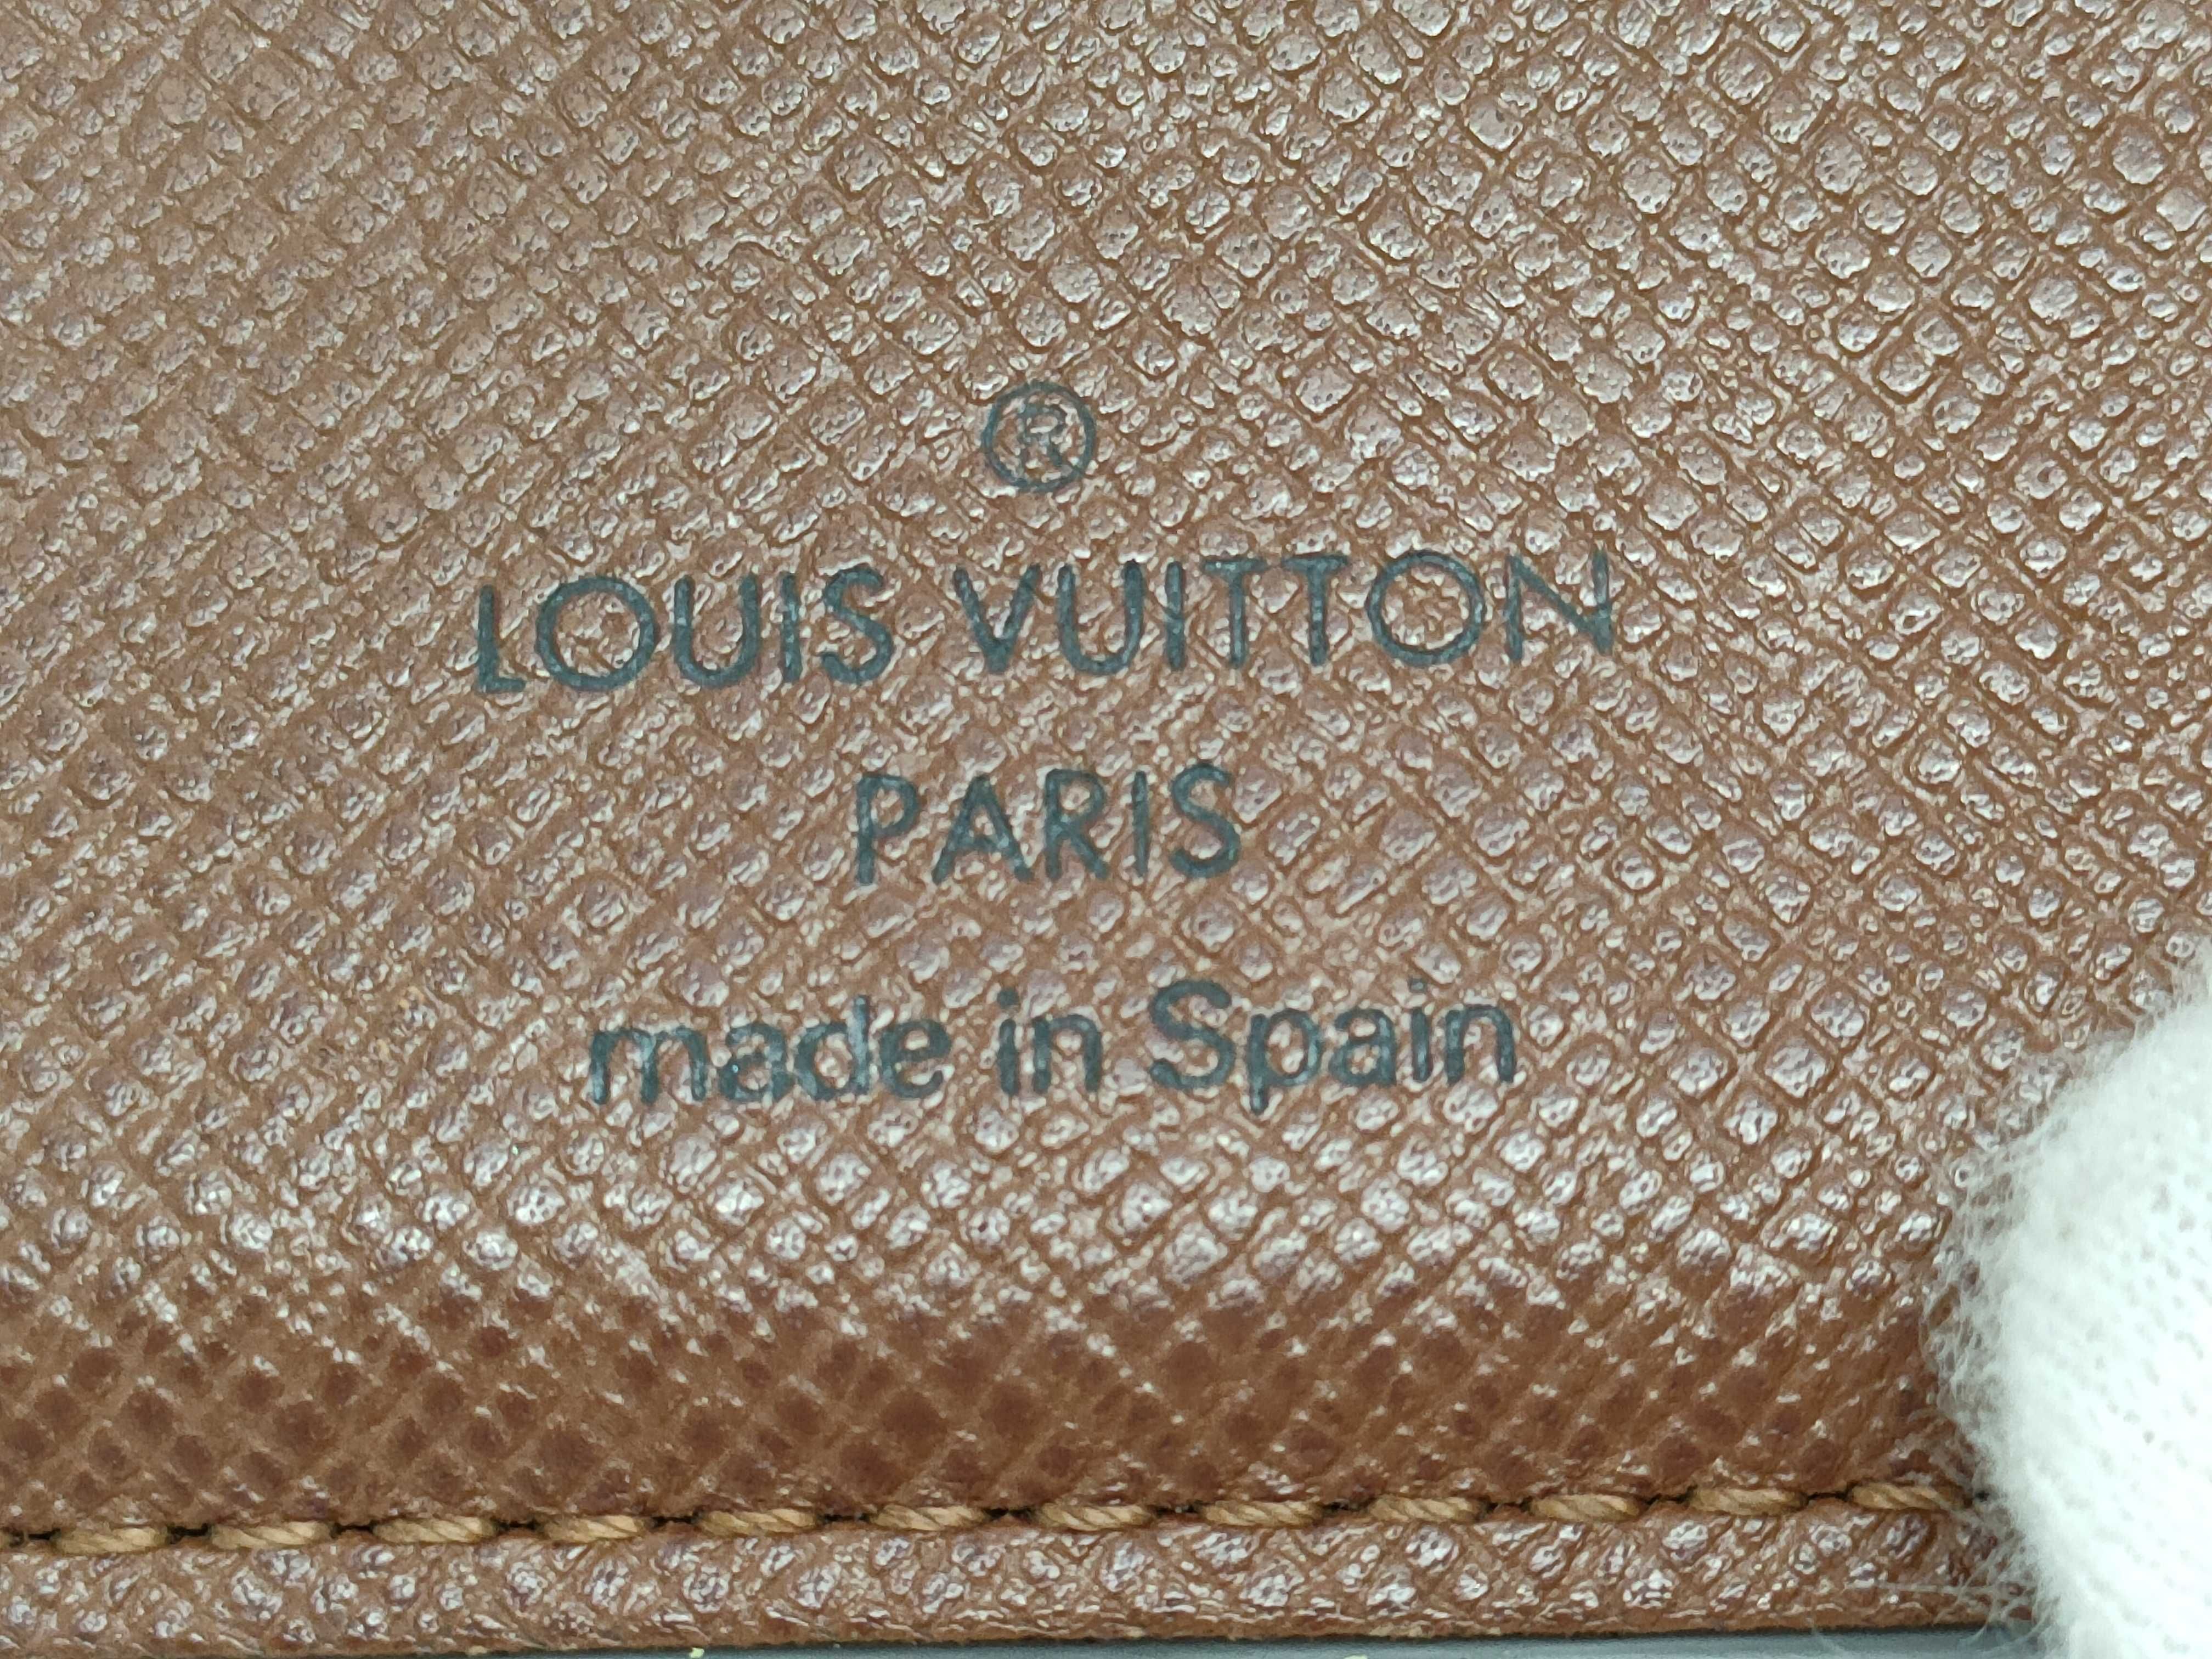 ®
LOUIS VUITTON
PARIS
made in Spain